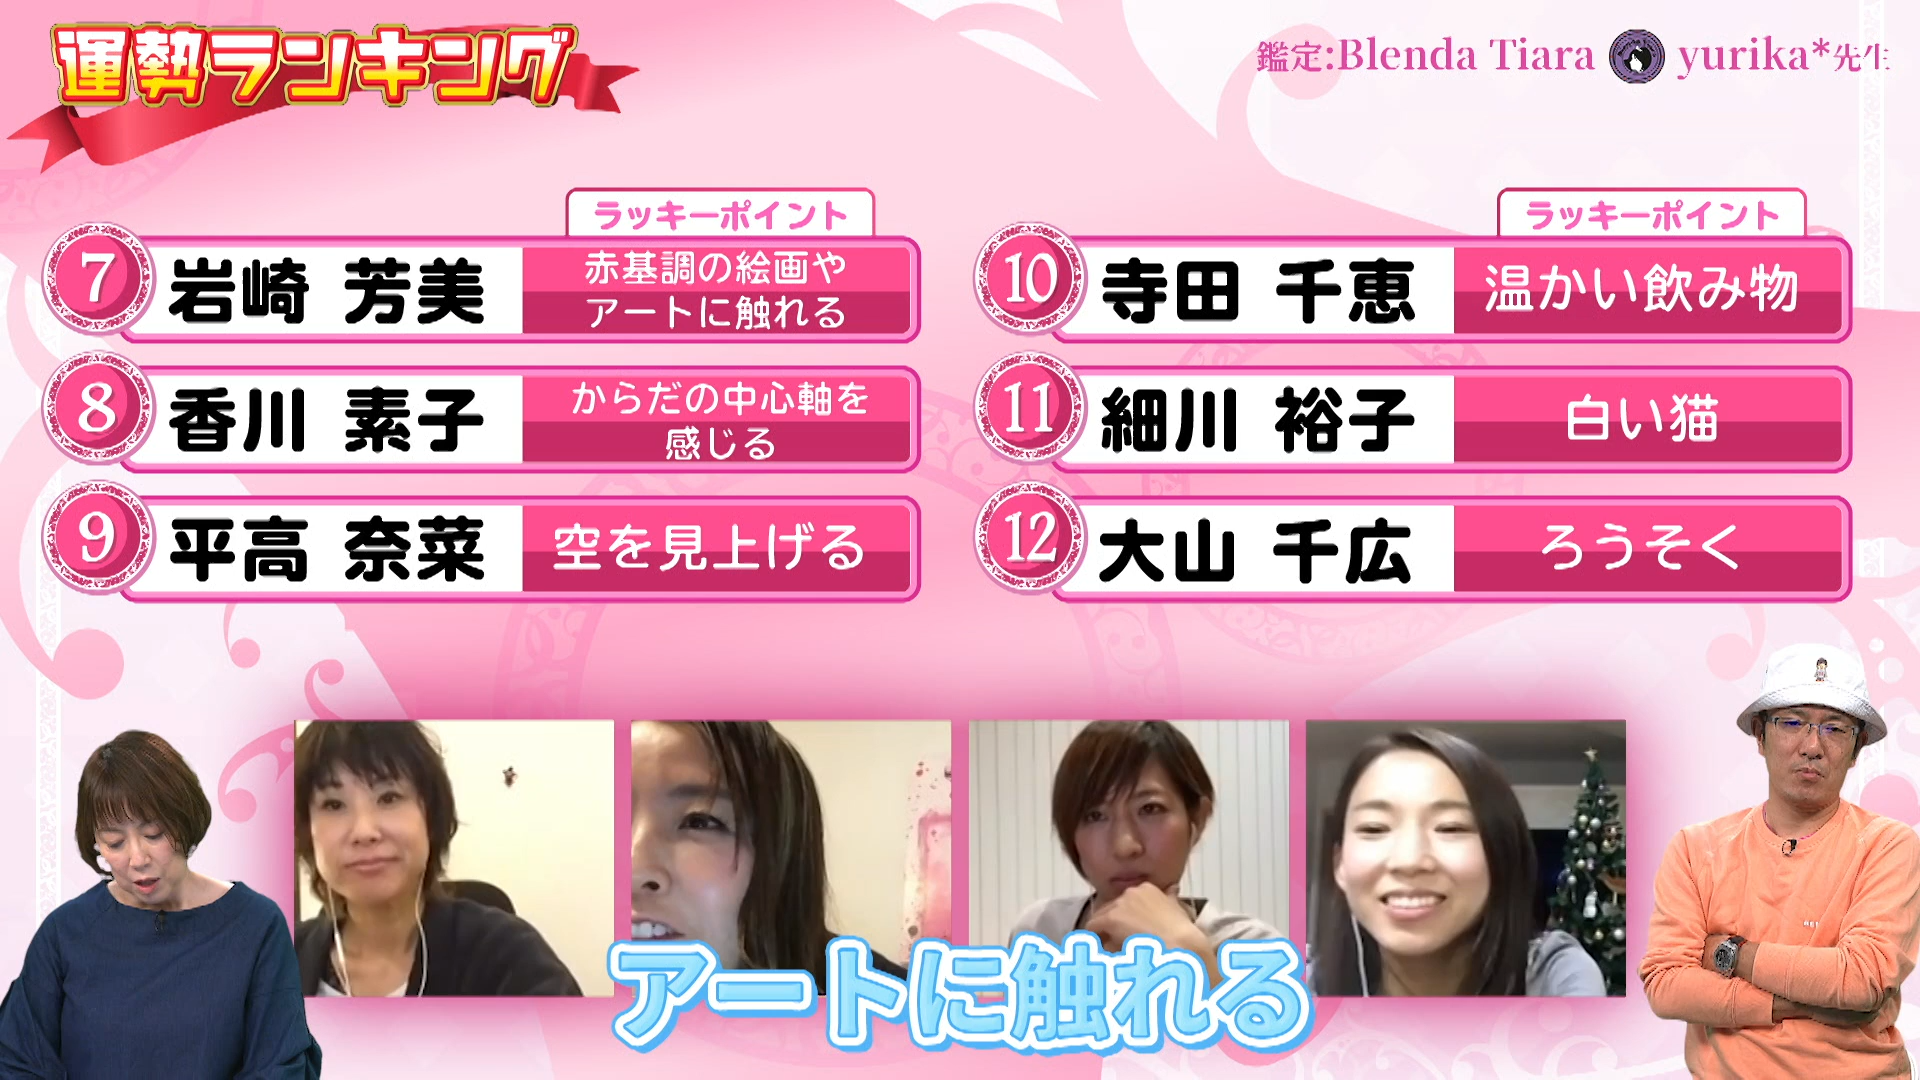 運勢ランキング
鑑定:Blenda Tiara yurika*先生
ラッキーポイント
7 岩崎 芳美
赤基調の絵画や
アートに触れる
8 香川 素子
からだの中心軸を
感じる
9 平高 奈菜
空を見上げる
ラッキーポイント
10 寺田 千恵
温かい飲み物
11 細川 裕子
白い猫
12 大山 千広
ろうそく
アートに触れる